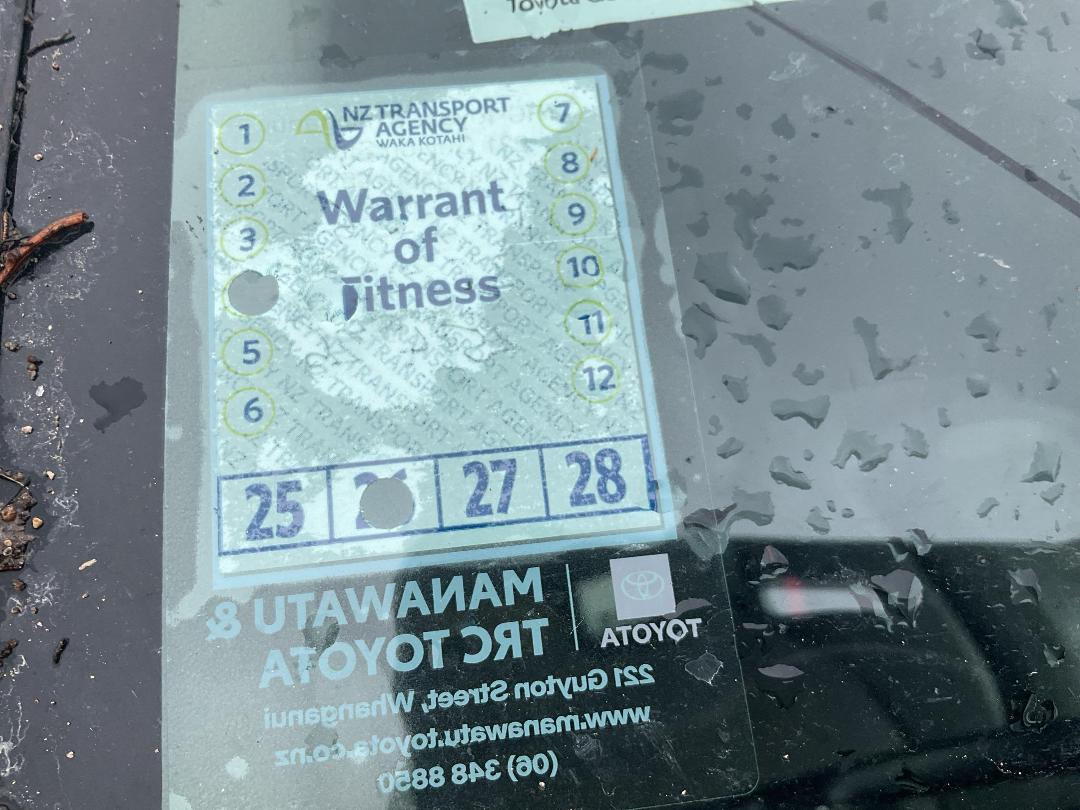 Toyota
NZ TRANSPORT
AGENCY
WAKA KOTAHI
Warrant
of
Fitness
1
2
3
5
6
7
8
9
10
11
12
25 27 28
MANAWATU &
TRC TOYOTA
TOYOTA
221 Guyton Street, Whanganui
www.manawatu.toyota.co.nz
(06) 348 8850